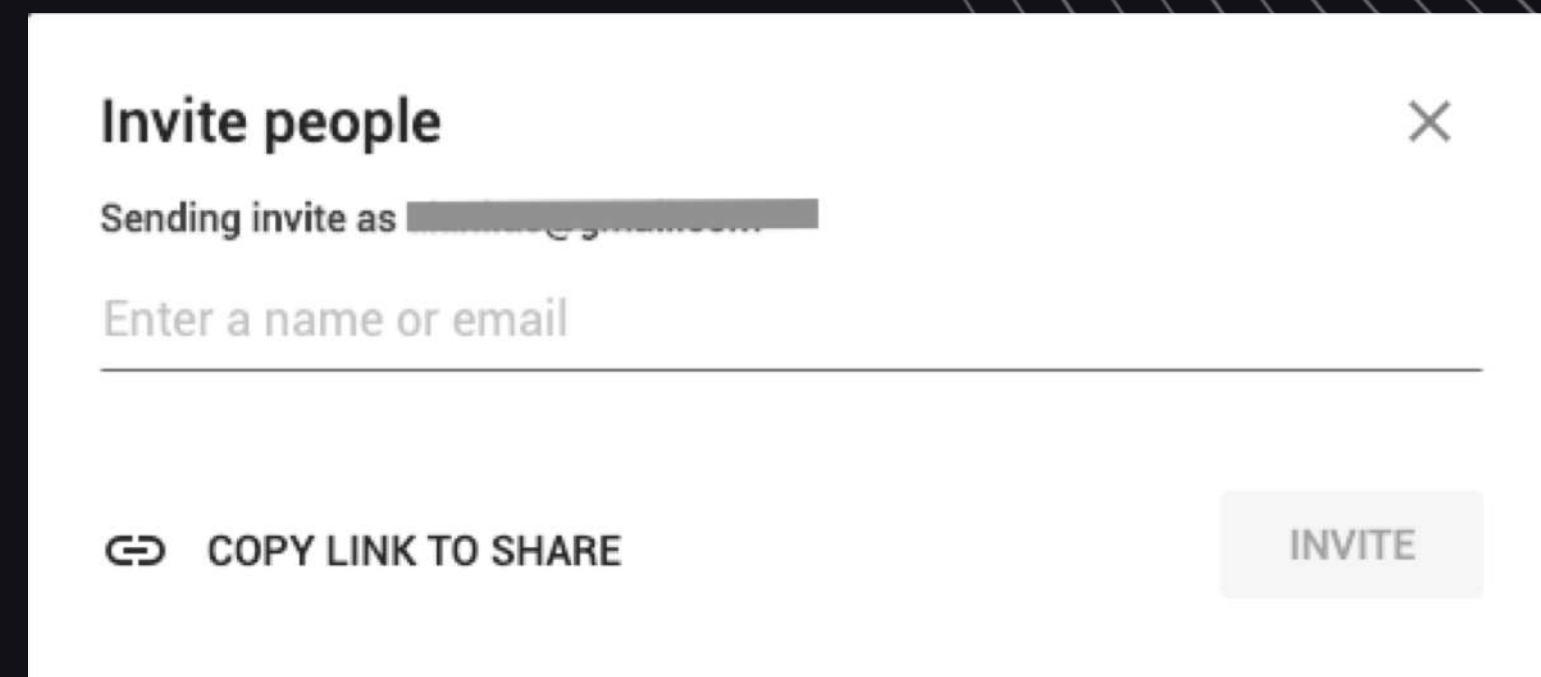 Invite people
Sending invite as
Enter a name or email
COPY LINK TO SHARE
INVITE